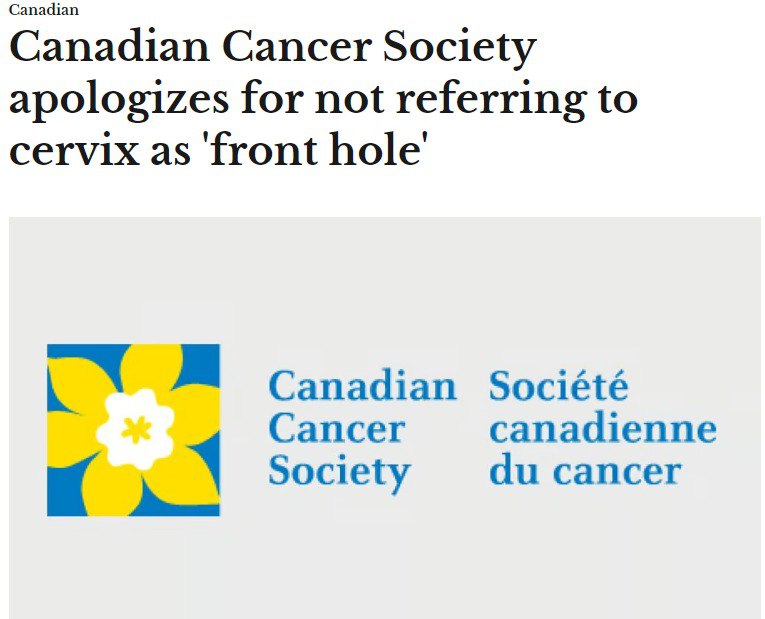 Canadian
Canadian Cancer Society
apologizes for not referring to
cervix as 'front hole'
Canadian
Cancer
Society
Société
canadienne
du cancer